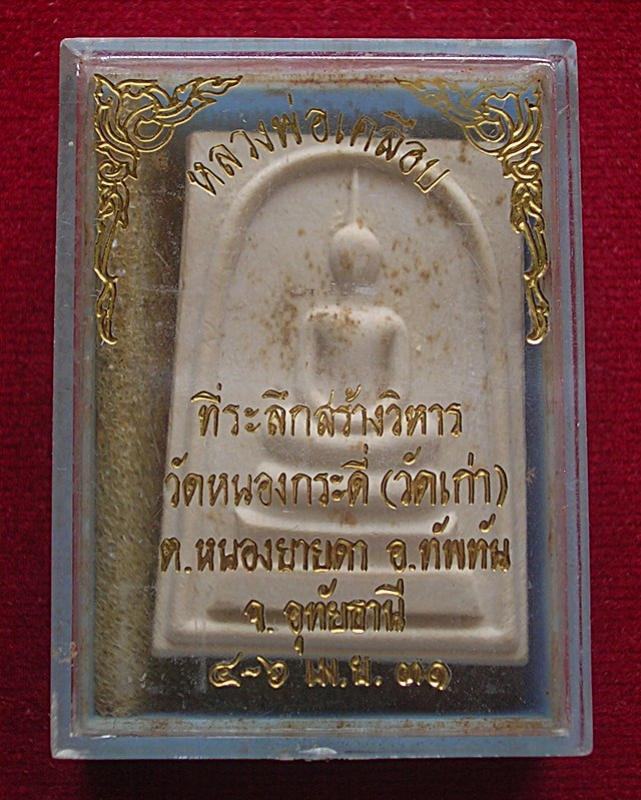 หลวงพ่อเคลือบ
ที่ระลึกสร้างวิหาร
วัดหนองกระดี่ (วัดเก่า)
ต.หนองยายดา อ.ทัพทัน
จ. อุทัยธานี
๔-๖ เม.ย. ๓๑